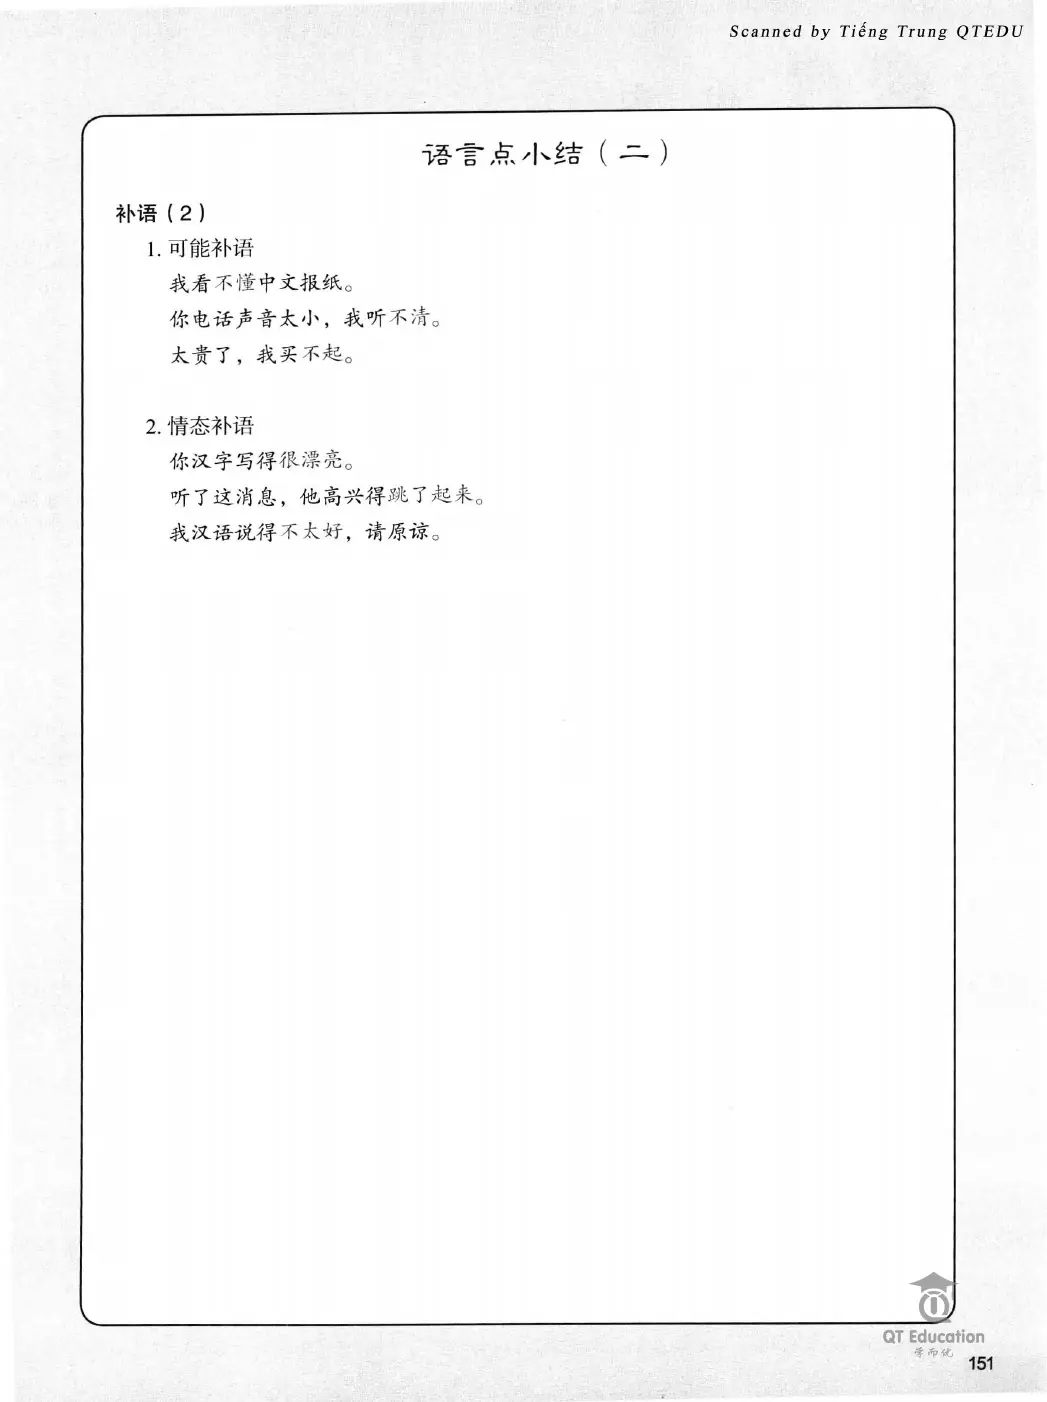 Scanned by Tiếng Trung QTEDU
语言点小结（二）
补语（2）
1. 可能补语
我看不懂中文报纸。
你电话声音太小，我听不清。
太贵了，我买不起。
2. 情态补语
你汉字写得很漂亮。
听了这消息，他高兴得跳了起来。
我汉语说得不太好，请原谅。
QT Education
学而优
151